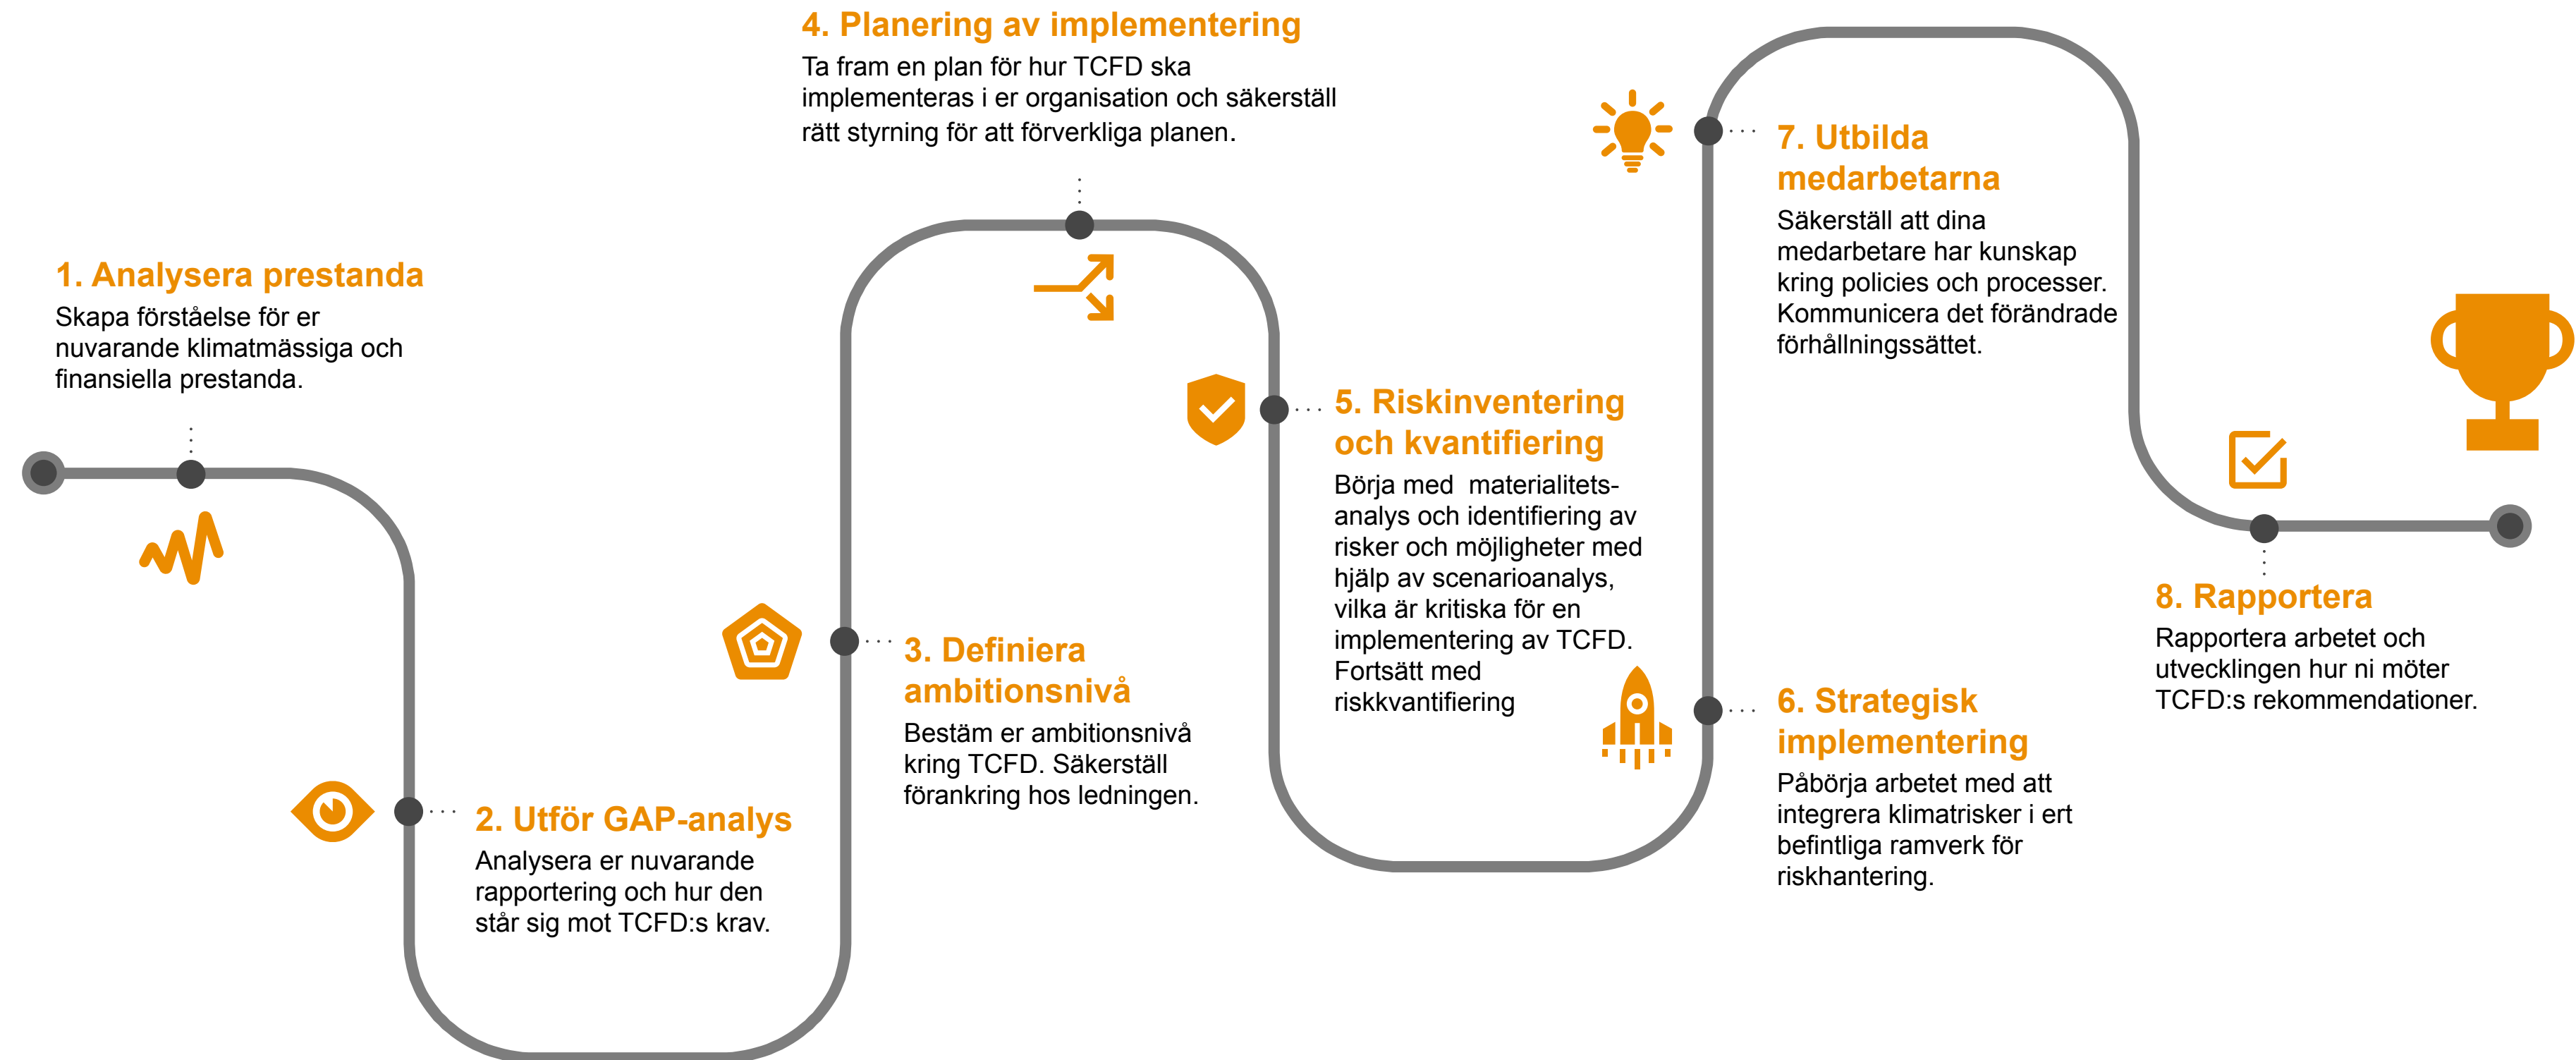 1. Analysera prestanda
Skapa förståelse för er
nuvarande klimatmässiga och
finansiella prestanda.
2. Utför GAP-analys
Analysera er nuvarande
rapportering och hur den
står sig mot TCFD:s krav.
3. Definiera
ambitionsnivå
Bestäm er ambitionsnivå
kring TCFD. Säkerställ
förankring hos ledningen.
4. Planering av implementering
Ta fram en plan för hur TCFD ska
implementeras i er organisation och säkerställ
rätt styrning för att förverkliga planen.
5. Riskinventering
och kvantifiering
Börja med  materialitets-
analys och identifiering av
risker och möjligheter med
hjälp av scenarioanalys,
vilka är kritiska för en
implementering av TCFD.
Fortsätt med
riskkvantifiering
6. Strategisk
implementering
Påbörja arbetet med att
integrera klimatrisker i ert
befintliga ramverk för
riskhantering.
7. Utbilda
medarbetarna
Säkerställ att dina
medarbetare har kunskap
kring policies och processer.
Kommunicera det förändrade
förhållningssättet.
8. Rapportera
Rapportera arbetet och
utvecklingen hur ni möter
TCFD:s rekommendationer.